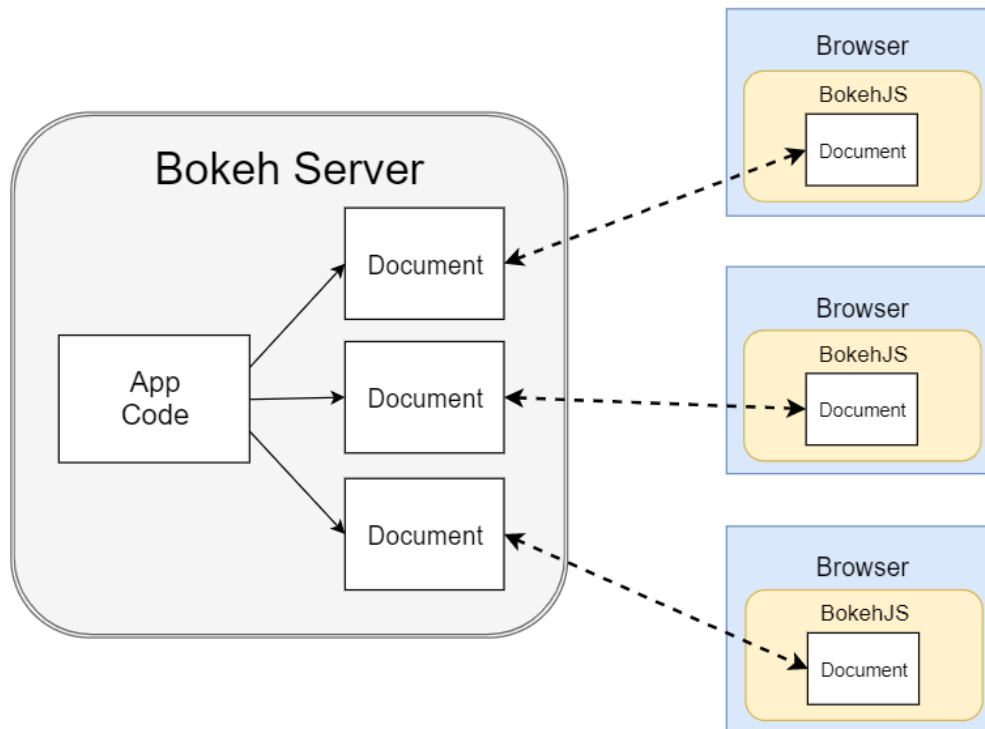 Bokeh Server
App
Code
Document
Document
Document
Browser
BokehJS
Document
Browser
BokehJS
Document
Browser
BokehJS
Document